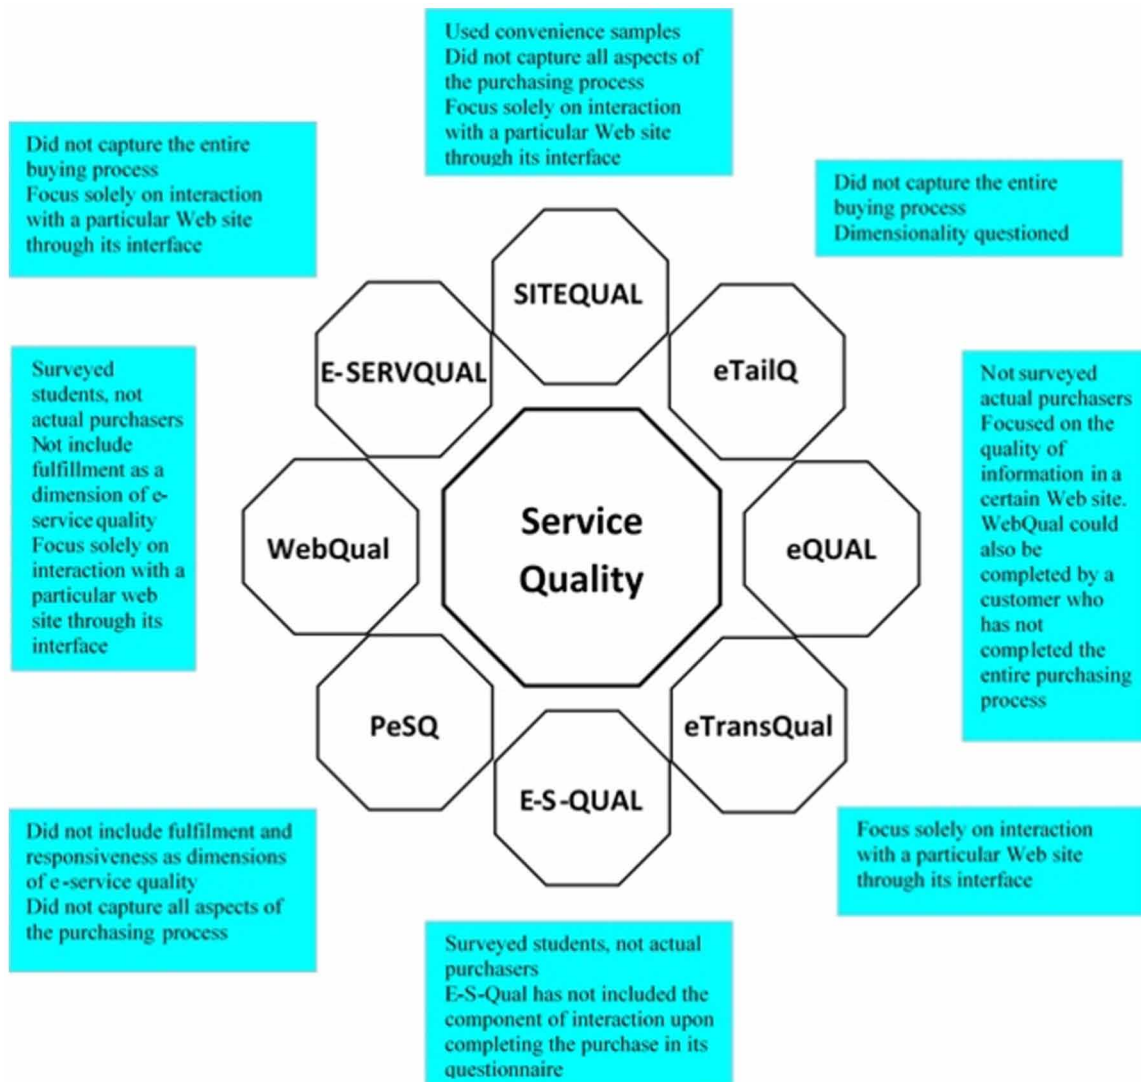 Used convenience samples
Did not capture all aspects of
the purchasing process
Focus solely on interaction
with a particular Web site
through its interface
Did not capture the entire
buying process
Focus solely on interaction
with a particular Web site
through its interface
Did not capture the entire
buying process
Dimensionality questioned
SITEQUAL
E-SERVQUAL
eTailQ
Surveyed
students, not
actual purchasers
Not include
fulfillment as a
dimension of e-
service quality
Focus solely on
interaction with a
particular web
site through its
interface
Not surveyed
actual purchasers
Focused on the
quality of
information in a
certain Web site.
WebQual could
also be
completed by a
customer who
has not
completed the
entire purchasing
process
WebQual
Service
Quality
eQUAL
PeSQ
eTransQual
E-S-QUAL
Did not include fulfilment and
responsiveness as dimensions
of e-service quality
Did not capture all aspects of
the purchasing process
Focus solely on interaction
with a particular Web site
through its interface
Surveyed students, not actual
purchasers
E-S-Qual has not included the
component of interaction upon
completing the purchase in its
questionnaire